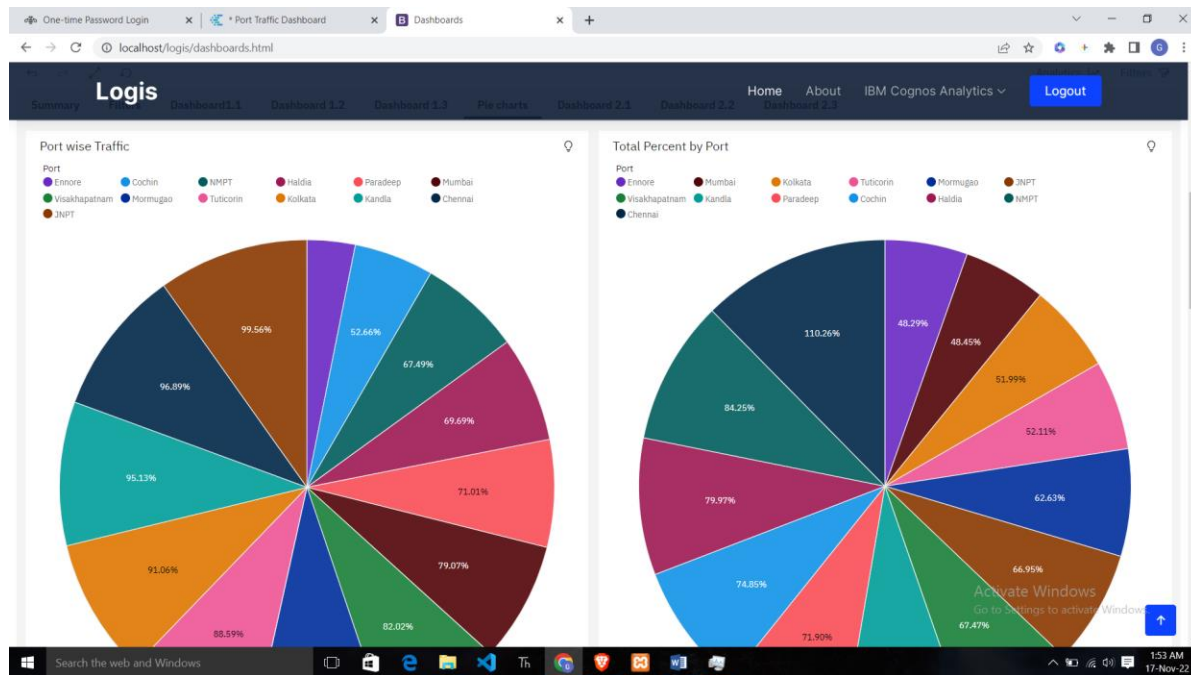 One-time Password Login
* Port Traffic Dashboard
Dashboards
localhost/logis/dashboards.html
G
Logis
Home About IBM Cognos Analytics Logout
Summary Dashboard1.1 Dashboard 1.2 Dashboard 1.3 Pie charts Dashboard 2.1 Dashboard 2.2 Dashboard 2.3
Port wise Traffic
Port
Ennore Cochin NMPT Haldia Paradeep Mumbai
Visakhapatnam Mormugao Tuticorin Kolkata Kandla Chennai
JNPT
99.56%
52.66%
67.49%
96.89%
69.69%
95.13%
71.01%
91.06%
79.07%
88.59%
82.02%
Total Percent by Port
Port
Ennore Mumbai Kolkata Tuticorin Mormugao JNPT
Visakhapatnam Kandla Paradeep Cochin Haldia NMPT
Chennai
110.26%
48.29%
48.45%
51.99%
84.25%
52.11%
79.97%
62.63%
74.85%
66.95%
67.47%
71.90%
Activate Windows
Go to Settings to activate Windows.
Search the web and Windows
Th
1:53 AM
17-Nov-22